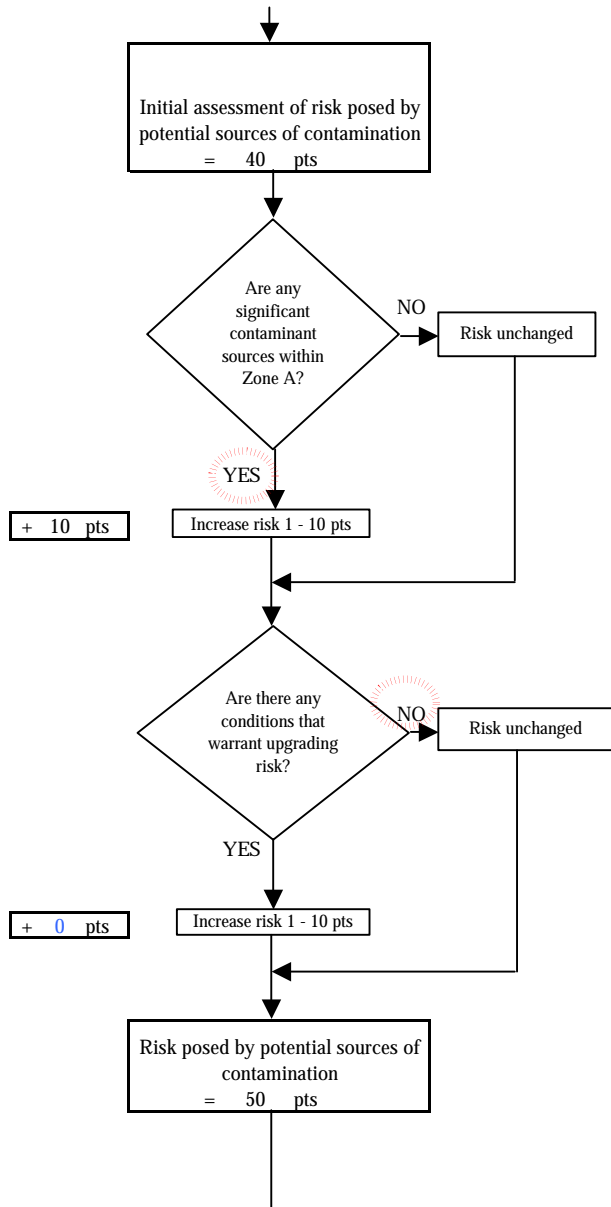 Initial assessment of risk posed by
potential sources of contamination
= 40 pts
Are any
significant
contaminant
sources within
Zone A?
NO
Risk unchanged
YES
+ 10 pts
Increase risk 1 - 10 pts
Are there any
conditions that
warrant upgrading
risk?
NO
Risk unchanged
YES
+ 0 pts
Increase risk 1 - 10 pts
Risk posed by potential sources of
contamination
= 50 pts